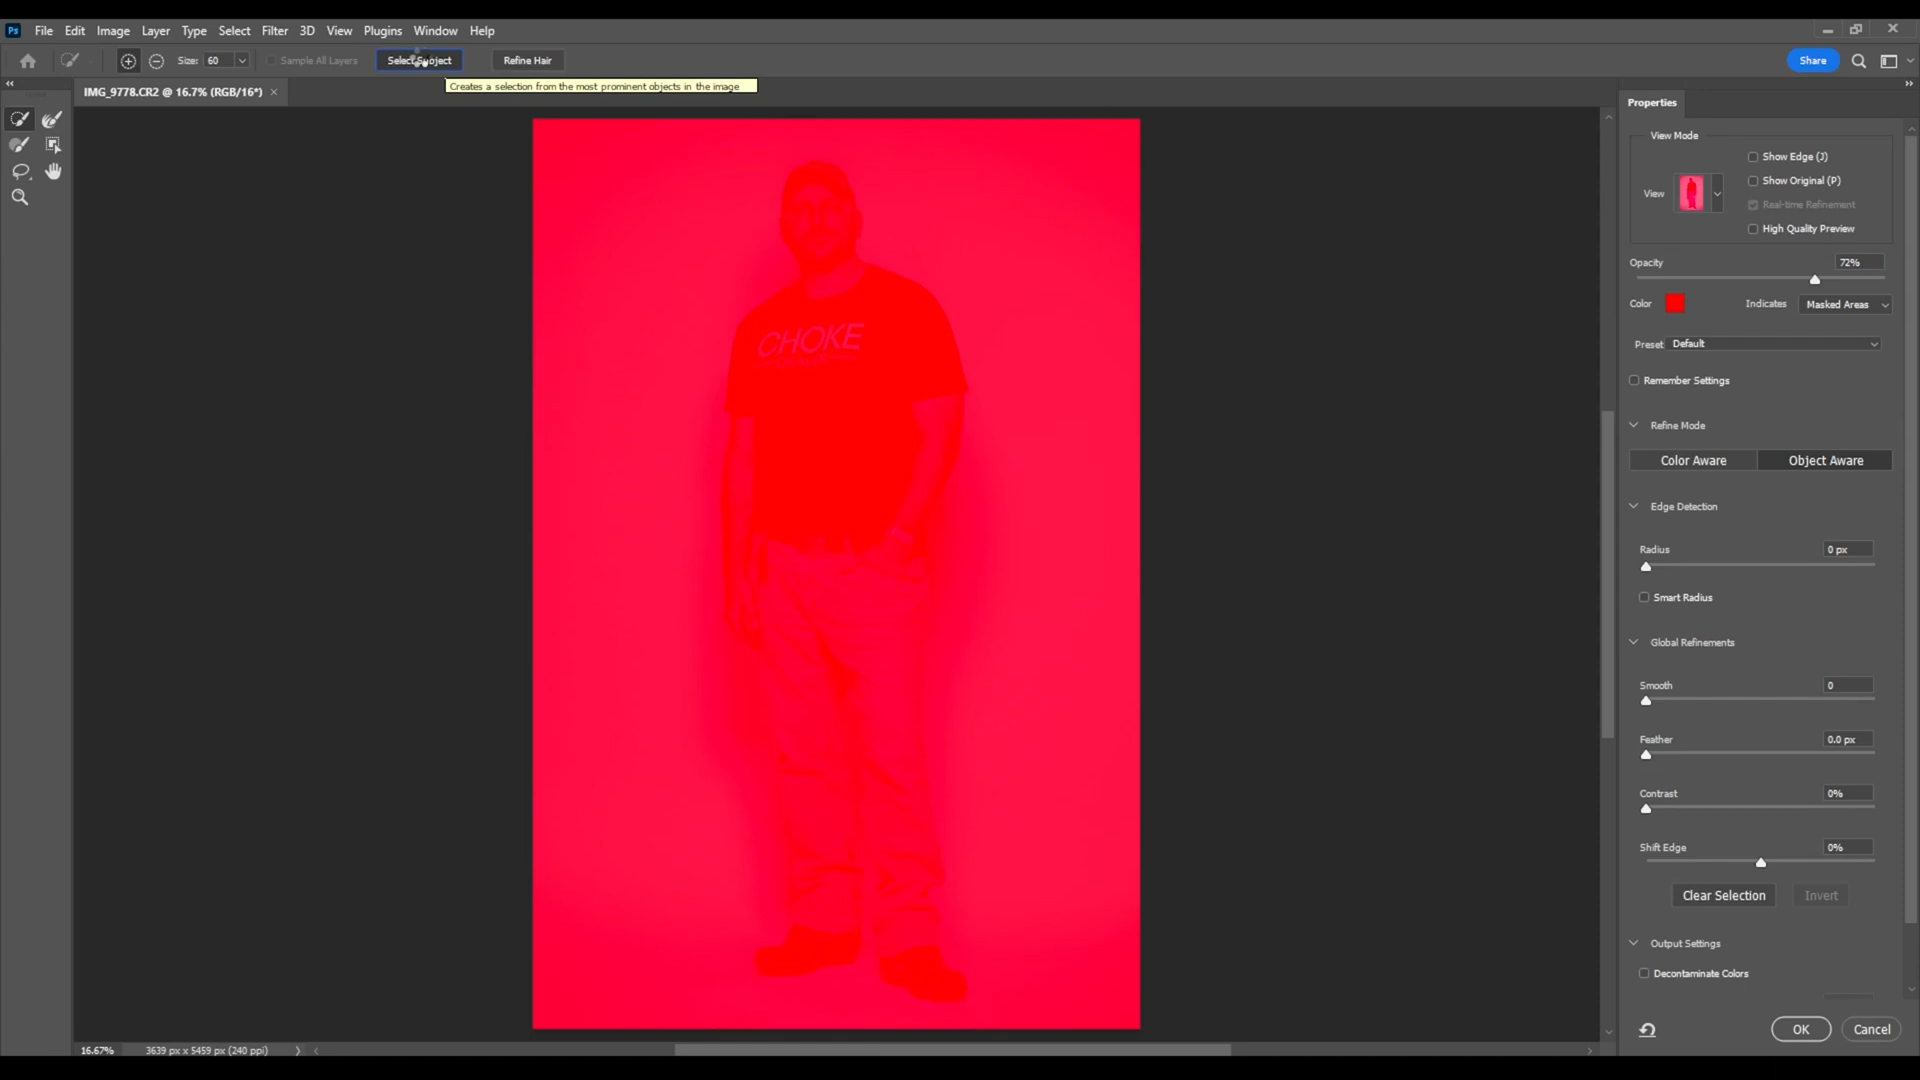 Ps File Edit Image Layer Type Select Filter 3D View Plugins Window Help
Size: 60 Sample All Layers Select Subject Refine Hair Share
Creates a selection from the most prominent objects in the image
IMG_9778.CR2 @ 16.7% (RGB/16*) ×
Properties
View Mode
Show Edge (J)
Show Original (P)
View
Real-time Refinement
High Quality Preview
Opacity 72%
Color Indicates Masked Areas
Preset Default
Remember Settings
Refine Mode
Color Aware Object Aware
Edge Detection
Radius 0 px
Smart Radius
Global Refinements
Smooth 0
Feather 0.0 px
Contrast 0%
Shift Edge 0%
Clear Selection Invert
Output Settings
Decontaminate Colors
OK Cancel
CHOKE
16.67% 3639 px x 5459 px (240 ppi)